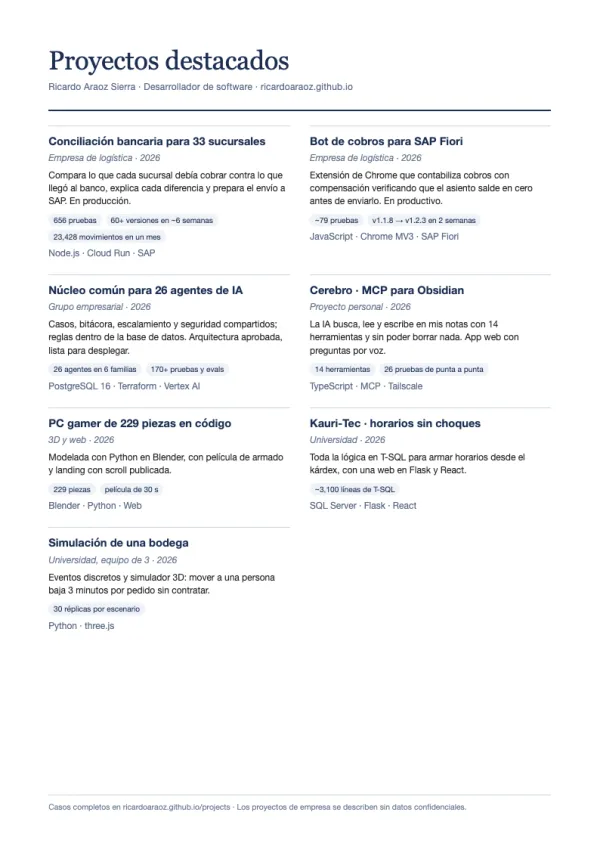 Proyectos destacados
Ricardo Araoz Sierra · Desarrollador de software · ricardoaraoz.github.io
Conciliación bancaria para 33 sucursales
Empresa de logística · 2026
Compara lo que cada sucursal debía cobrar contra lo que
llegó al banco, explica cada diferencia y prepara el envío a
SAP. En producción.
656 pruebas
60+ versiones en ~6 semanas
23,428 movimientos en un mes
Node.js · Cloud Run · SAP
Bot de cobros para SAP Fiori
Empresa de logística · 2026
Extensión de Chrome que contabiliza cobros con
compensación verificando que el asiento salde en cero
antes de enviarlo. En productivo.
~79 pruebas
v1.1.8 → v1.2.3 en 2 semanas
JavaScript · Chrome MV3 · SAP Fiori
Núcleo común para 26 agentes de IA
Grupo empresarial · 2026
Casos, bitácora, escalamiento y seguridad compartidos;
reglas dentro de la base de datos. Arquitectura aprobada,
lista para desplegar.
26 agentes en 6 familias
170+ pruebas y evals
PostgreSQL 16 · Terraform · Vertex AI
Cerebro · MCP para Obsidian
Proyecto personal · 2026
La IA busca, lee y escribe en mis notas con 14
herramientas y sin poder borrar nada. App web con
preguntas por voz.
14 herramientas
26 pruebas de punta a punta
TypeScript · MCP · Tailscale
PC gamer de 229 piezas en código
3D y web · 2026
Modelada con Python en Blender, con película de armado
y landing con scroll publicada.
229 piezas
película de 30 s
Blender · Python · Web
Kauri-Tec · horarios sin choques
Universidad · 2026
Toda la lógica en T-SQL para armar horarios desde el
kárdex, con una web en Flask y React.
~3,100 líneas de T-SQL
SQL Server · Flask · React
Simulación de una bodega
Universidad, equipo de 3 · 2026
Eventos discretos y simulador 3D: mover a una persona
baja 3 minutos por pedido sin contratar.
30 réplicas por escenario
Python · three.js
Casos completos en ricardoaraoz.github.io/projects · Los proyectos de empresa se describen sin datos confidenciales.